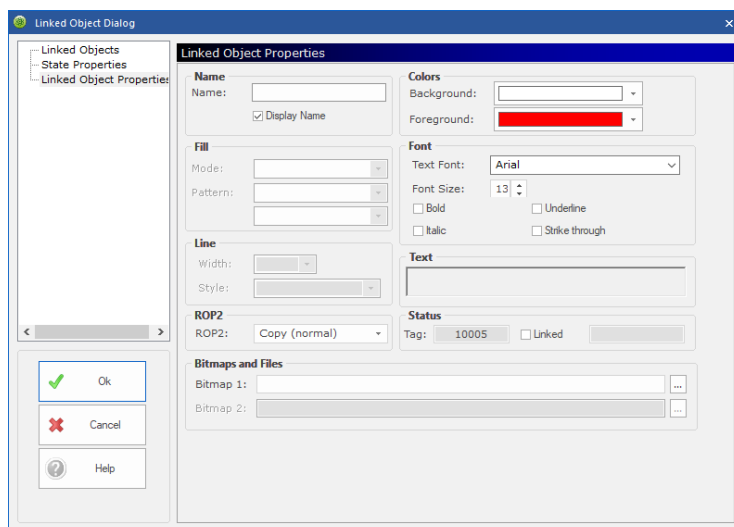 Linked Object Dialog
Linked Objects
State Properties
Linked Object Properties
Ok
Cancel
Help
Linked Object Properties
Name
Name:
Display Name
Colors
Background:
Foreground:
Fill
Mode:
Pattern:
Font
Text Font: Arial
Font Size: 13
Bold Underline
Italic Strike through
Line
Width:
Style:
Text
ROP2
ROP2: Copy (normal)
Status
Tag: 10005 Linked
Bitmaps and Files
Bitmap 1: ...
Bitmap 2: ...